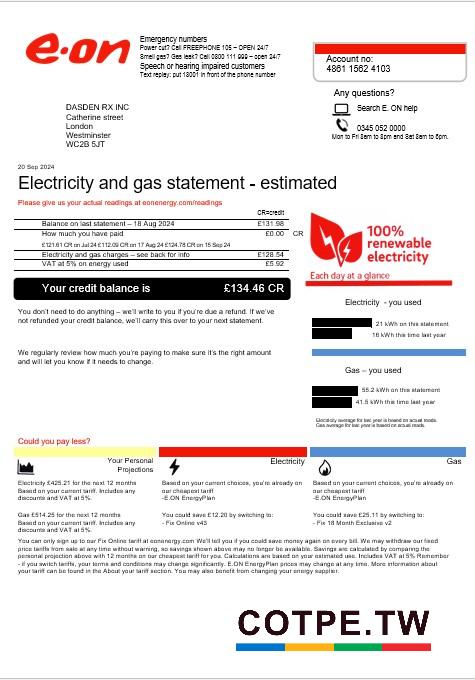 e·on
Emergency numbers
Power cut? Call FREEPHONE 105 – OPEN 24/7
Smell gas? Gas leak? Call 0800 111 999 – open 24/7
Speech or hearing impaired customers
Text replay: put 18001 in front of the phone number
Account no:
4861 1562 4103
Any questions?
Search E. ON help
0345 052 0000
Mon to Fri 8am to 8pm and Sat 8am to 6pm.
DASDEN RX INC
Catherine street
London
Westminster
WC2B 5JT
20 Sep 2024
Electricity and gas statement - estimated
Please give us your actual readings at eonenergy.com/readings
CR=credit
Balance on last statement – 18 Aug 2024 £131.98
How much you have paid £0.00 CR
£121.61 CR on Jul 24 £112.09 CR on 17 Aug 24 £124.78 CR on 15 Sep 24
Electricity and gas charges – see back for info £128.54
VAT at 5% on energy used £5.92
Your credit balance is £134.46 CR
100%
renewable
electricity
Each day at a glance
You don't need to do anything – we'll write to you if you're due a refund. If we've
not refunded your credit balance, we'll carry this over to your next statement.
We regularly review how much you're paying to make sure it's the right amount
and will let you know if it needs to change.
Electricity - you used
21 kWh on this statement
16 kWh this time last year
Gas – you used
55.2 kWh on this statement
41.5 kWh this time last year
Electricity average for last year is based on actual reads.
Gas average for last year is based on actual reads.
Could you pay less?
Your Personal
Projections
Electricity
Gas
Electricity £425.21 for the next 12 months
Based on your current tariff. Includes any
discounts and VAT at 5%.
Gas £514.25 for the next 12 months
Based on your current tariff. Includes any
discounts and VAT at 5%.
Based on your current choices, you're already on
our cheapest tariff
-E.ON EnergyPlan
You could save £12.20 by switching to:
- Fix Online v43
Based on your current choices, you're already on
our cheapest tariff
-E.ON EnergyPlan
You could save £25.11 by switching to:
- Fix 18 Month Exclusive v2
You can only sign up to our Fix Online tariff at eonenergy.com We'll tell you if you could save money again on every bill. We may withdraw our feed
price tariffs from sale at any time without warning, so savings shown above may no longer be available. Savings are calculated by comparing the
personal projection above with 12 months on our cheapest tariff for you. Calculations are based on your estimated use. Includes VAT at 5% Remember
- if you switch tariffs, your terms and conditions may change significantly. E.ON EnergyPlan prices may change at any time. More information about
your tariff can be found in the About your tariff section. You may also benefit from changing your energy supplier.
COTPE.TW